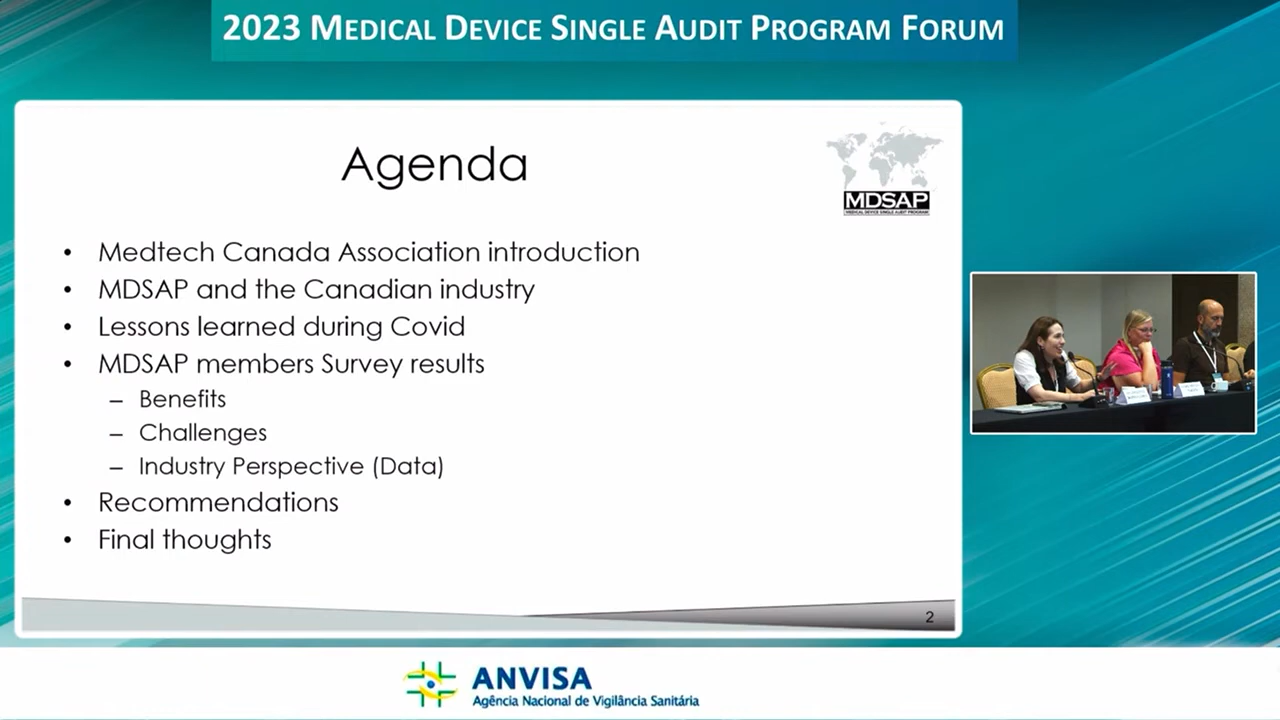 2023 MEDICAL DEVICE SINGLE AUDIT PROGRAM FORUM
Agenda
MDSAP
MEDICAL DEVICE SINGLE AUDIT PROGRAM
• Medtech Canada Association introduction
• MDSAP and the Canadian industry
• Lessons learned during Covid
• MDSAP members Survey results
– Benefits
– Challenges
– Industry Perspective (Data)
• Recommendations
• Final thoughts
2
ANVISA
Agência Nacional de Vigilância Sanitária